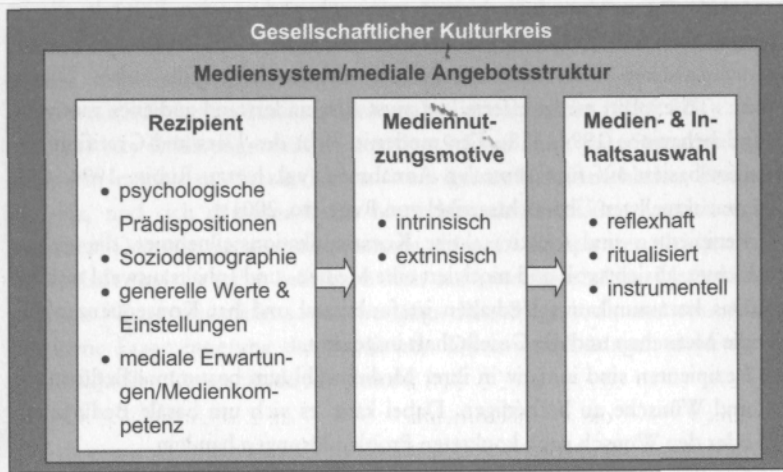 Gesellschaftlicher Kulturkreis
Mediensystem/mediale Angebotsstruktur
Rezipient
• psychologische
Prädispositionen
• Soziodemographie
• generelle Werte &
Einstellungen
• mediale Erwartun-
gen/Medienkom-
petenz
Mediennut-
zungsmotive
• intrinsisch
• extrinsisch
Medien- & In-
haltsauswahl
• reflexhaft
• ritualisiert
• instrumentell